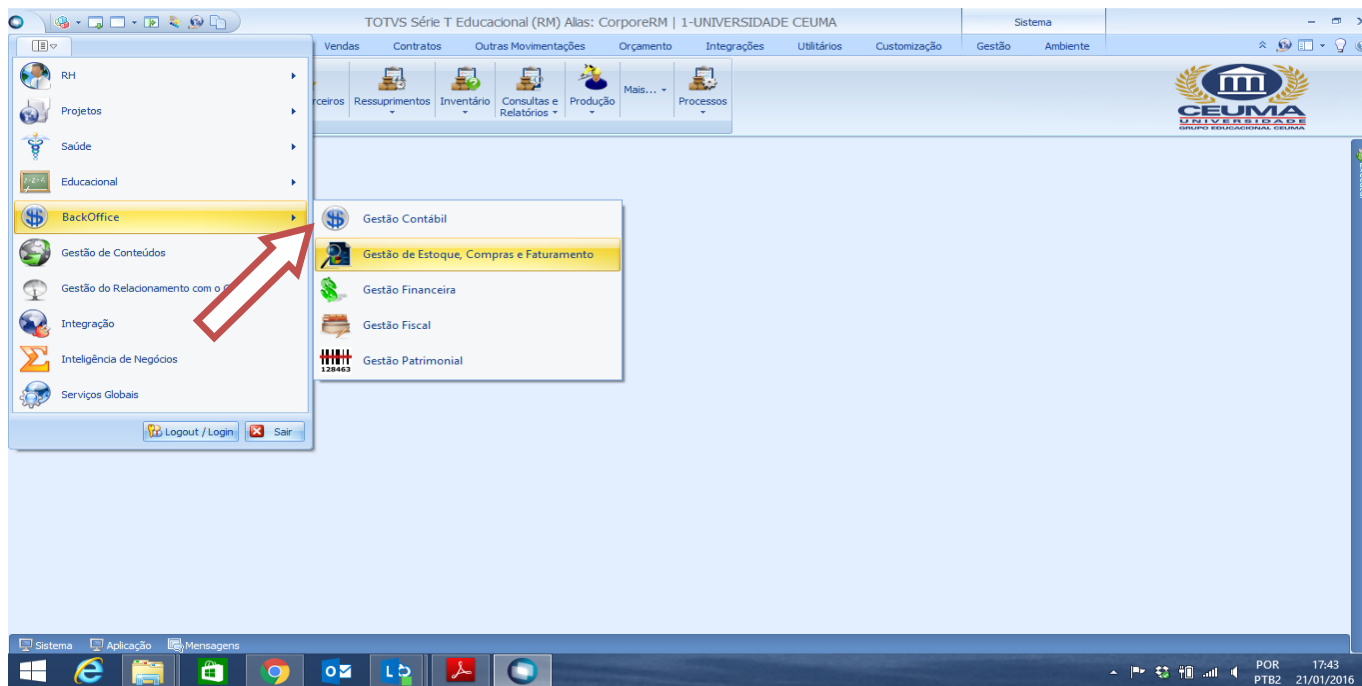 TOTVS Série T Educacional (RM) Alias: CorporeRM | 1-UNIVERSIDADE CEUMA
Sistema
Vendas Contratos Outras Movimentações Orçamento Integrações Utilitários Customização Gestão Ambiente
RH
Projetos
Saúde
Educacional
BackOffice
Gestão de Conteúdos
Gestão do Relacionamento com o
Integração
Inteligência de Negócios
Serviços Globais
Logout / Login Sair
rceiros Ressuprimentos Inventário Consultas e Relatórios Produção Mais... Processos
CEUMA
UNIVERSIDADE
GRUPO EDUCACIONAL CEUMA
Gestão Contábil
Gestão de Estoque, Compras e Faturamento
Gestão Financeira
Gestão Fiscal
128463 Gestão Patrimonial
Sistema Aplicação Mensagens
POR 17:43
PTB2 21/01/2016